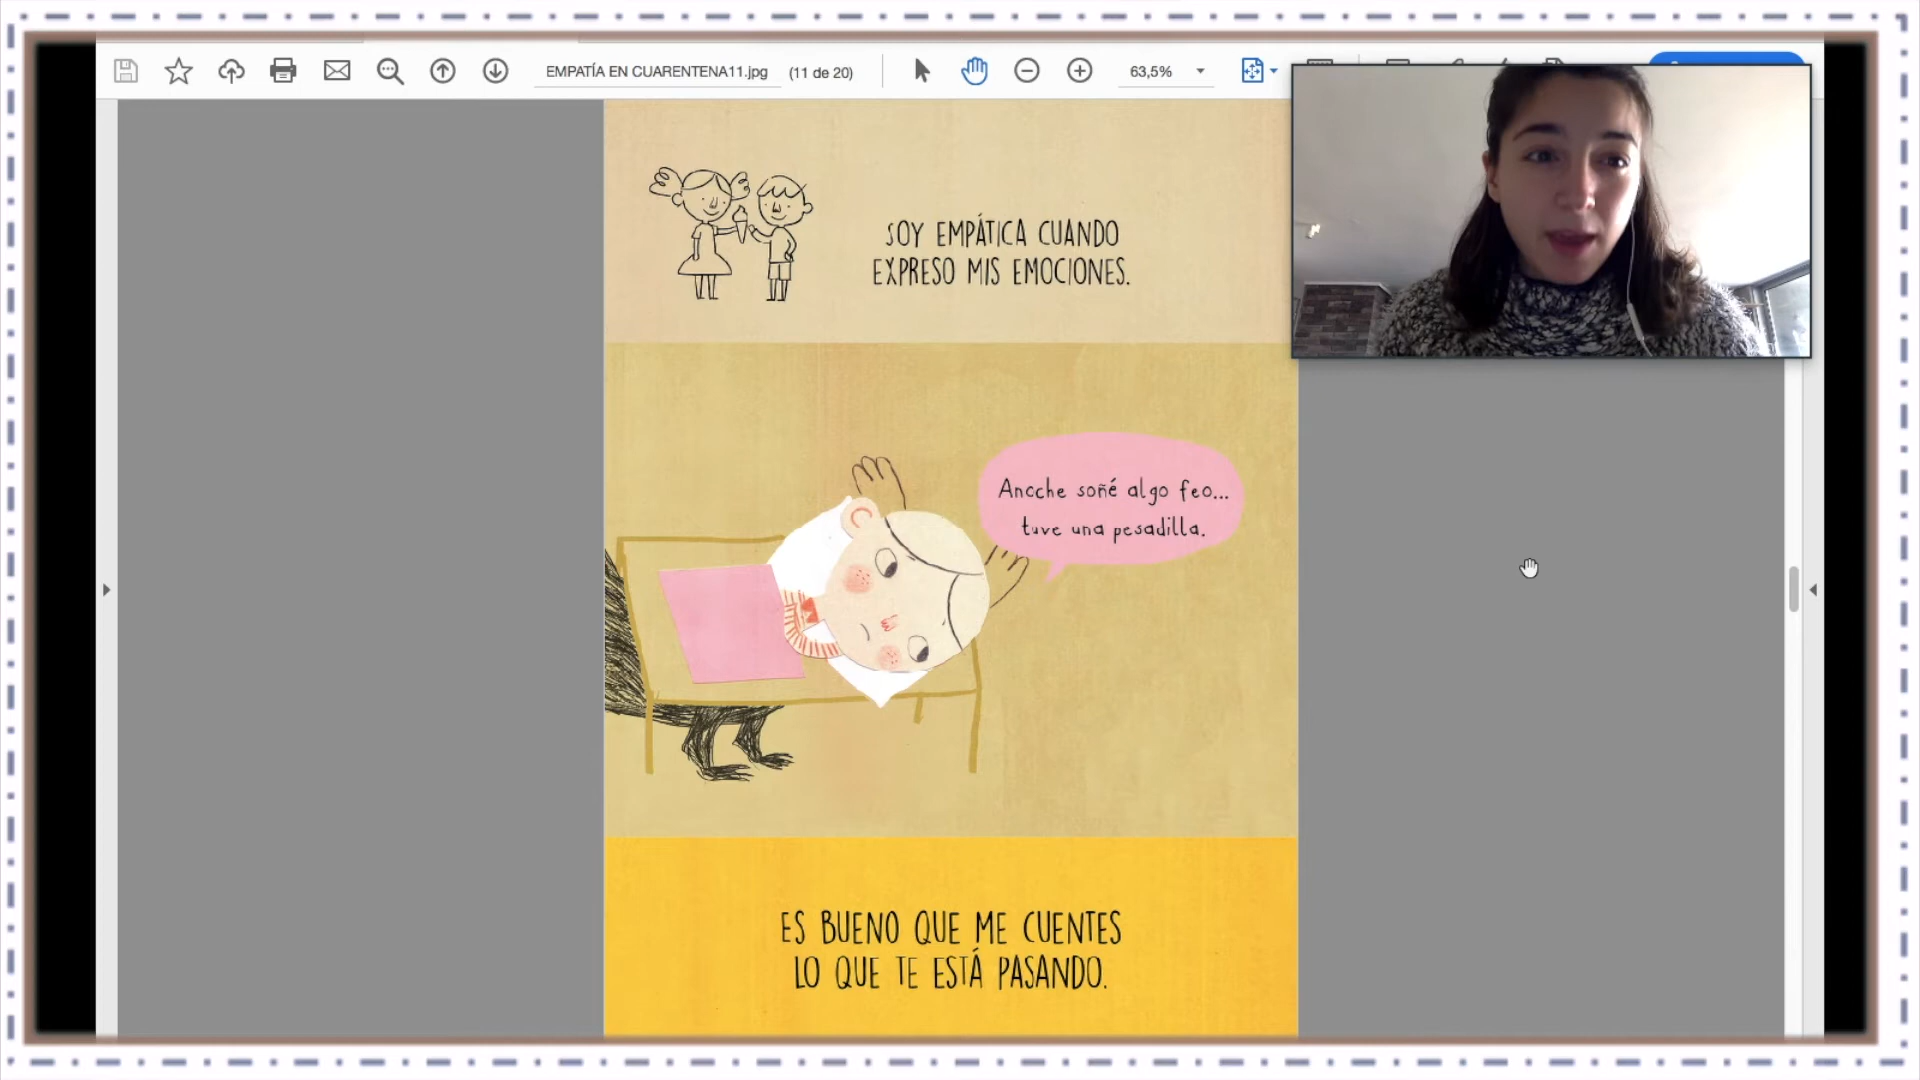 EMPATÍA EN CUARENTENA11.jpg (11 de 20) 63,5%
SOY EMPÁTICA CUANDO
EXPRESO MIS EMOCIONES.
Anoche soñé algo feo...
tuve una pesadilla.
ES BUENO QUE ME CUENTES
LO QUE TE ESTÁ PASANDO.